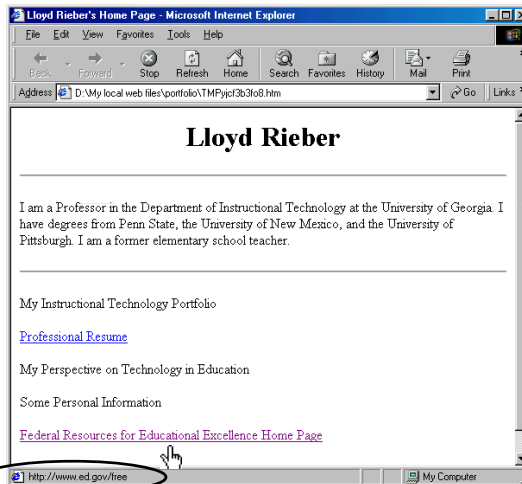 Lloyd Rieber's Home Page - Microsoft Internet Explorer
File Edit View Favorites Tools Help
Back Forward Stop Refresh Home Search Favorites History Mail Print
Address D:\My local web files\portfolio\TMPyjcf3b3fo8.htm Go Links
Lloyd Rieber
I am a Professor in the Department of Instructional Technology at the University of Georgia. I
have degrees from Penn State, the University of New Mexico, and the University of
Pittsburgh. I am a former elementary school teacher.
My Instructional Technology Portfolio
Professional Resume
My Perspective on Technology in Education
Some Personal Information
Federal Resources for Educational Excellence Home Page
http://www.ed.gov/free My Computer